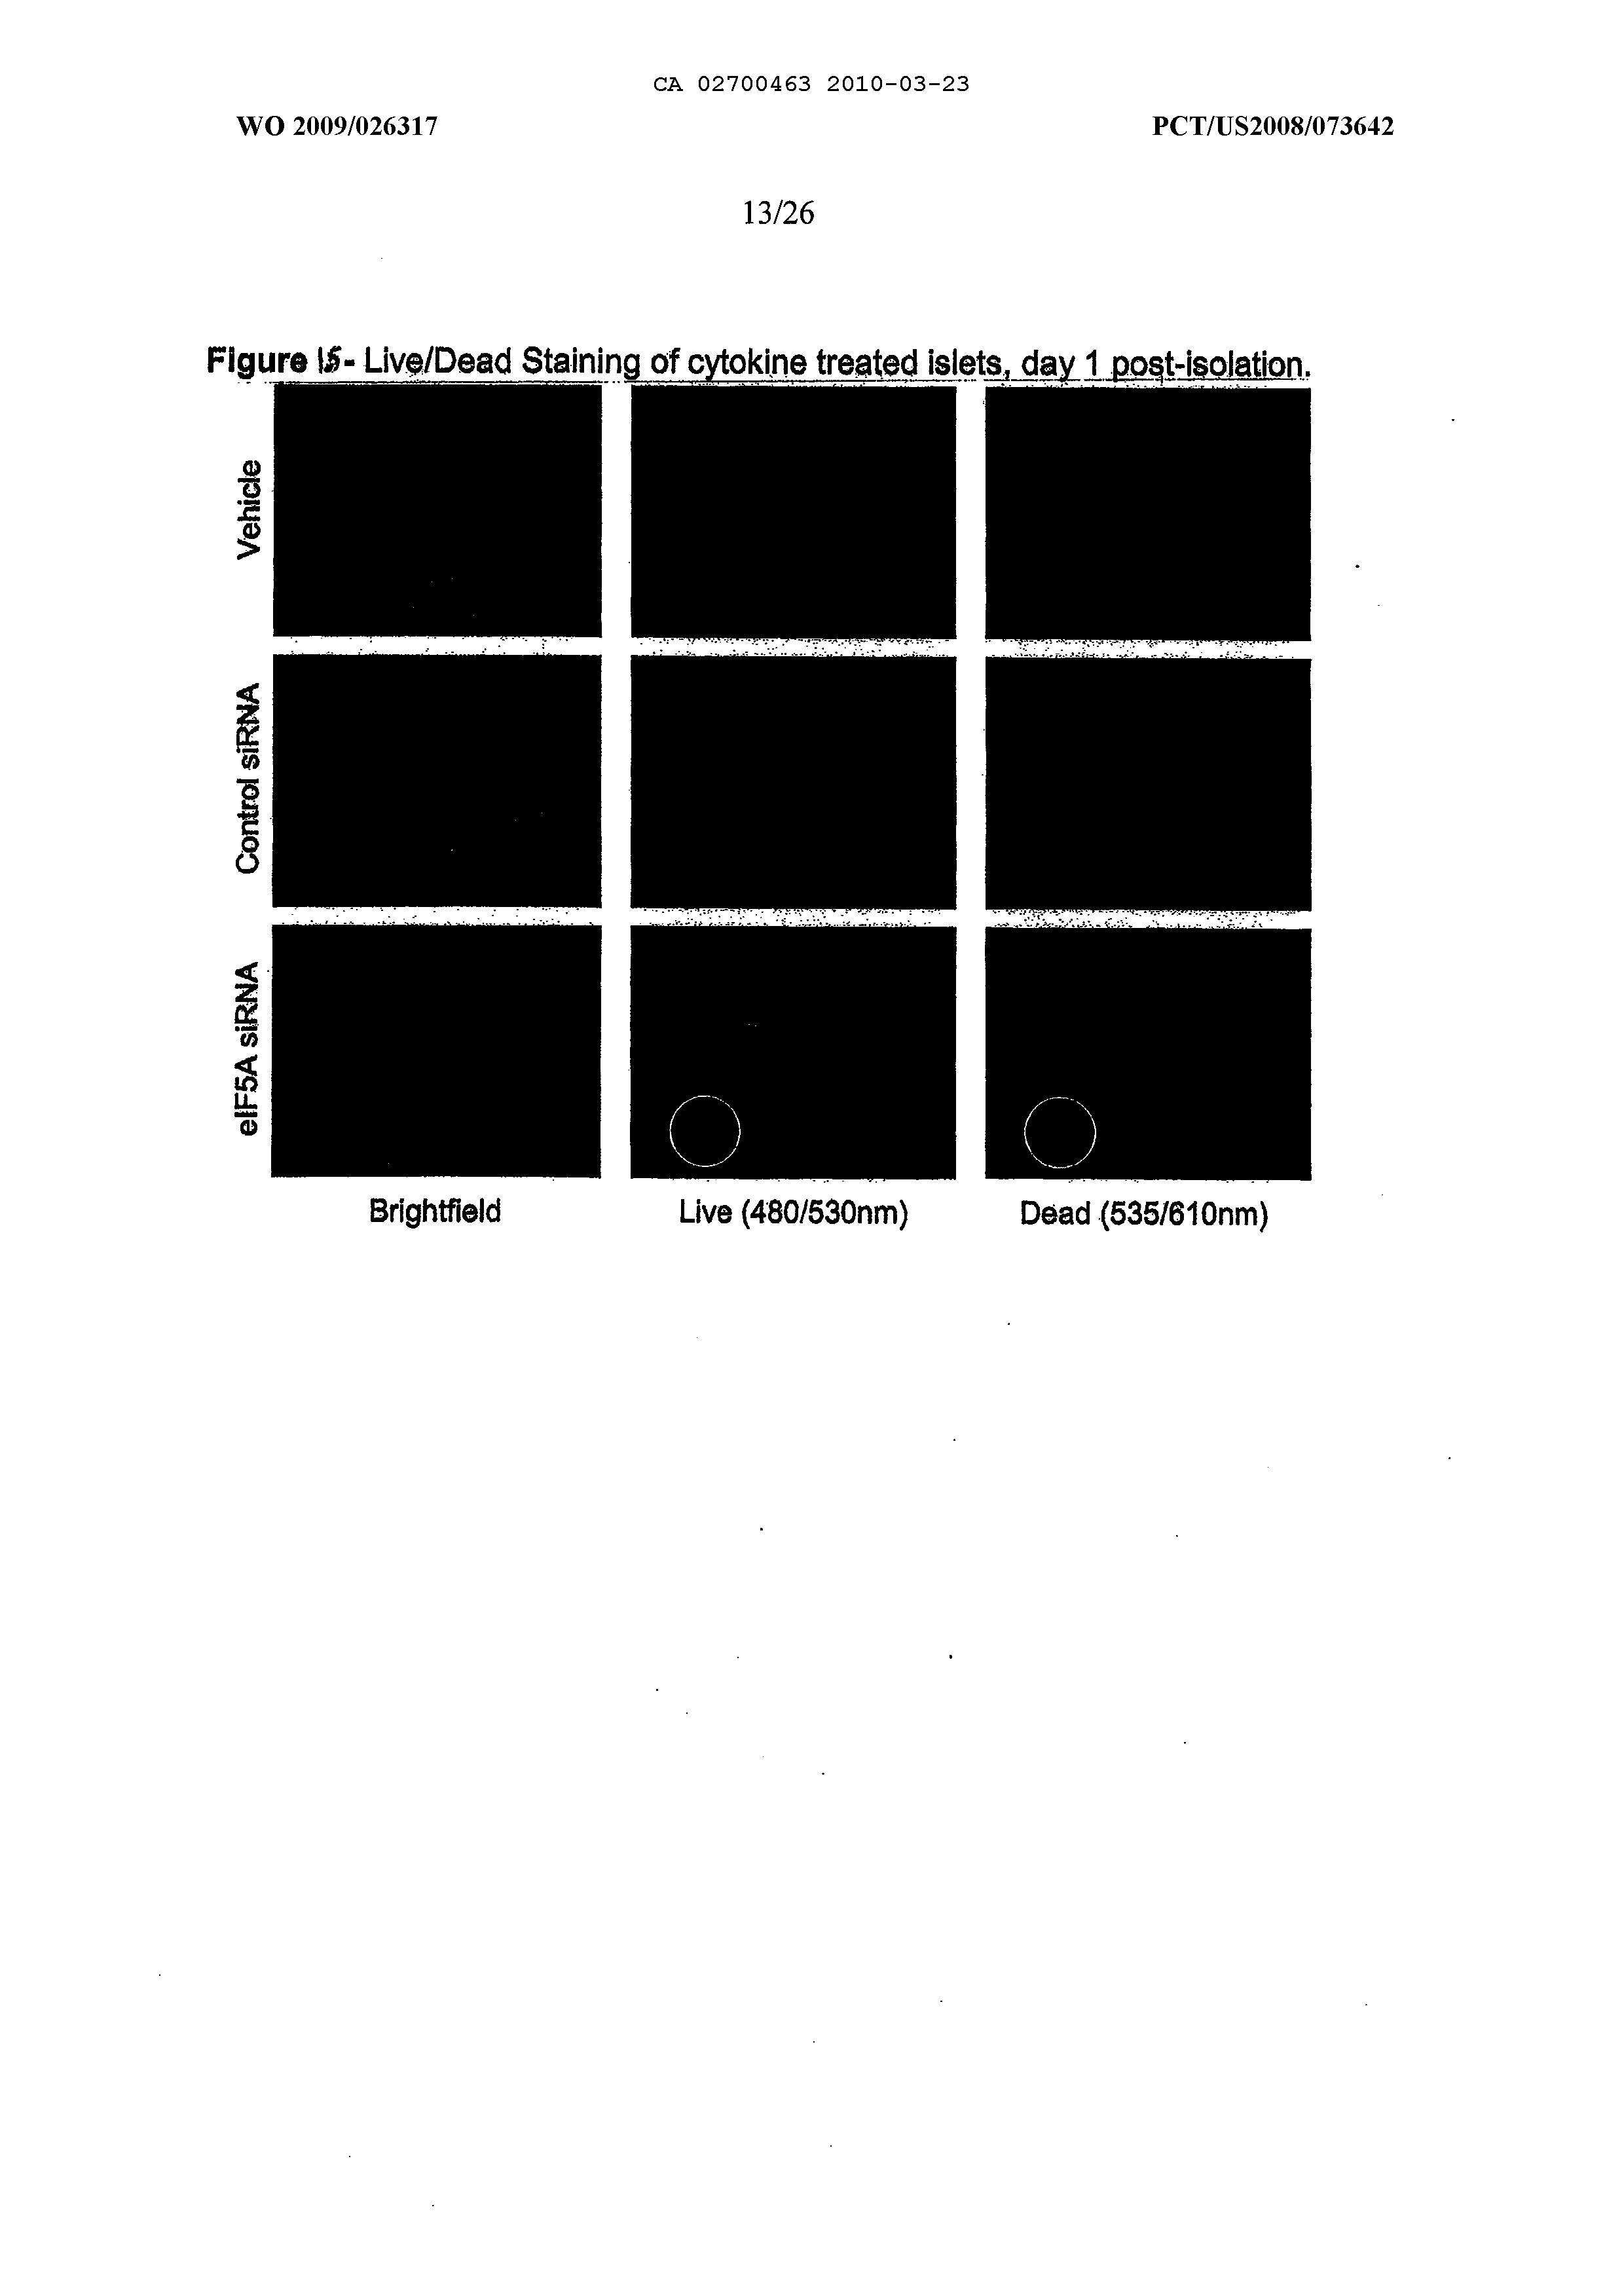 CA 02700463 2010-03-23
WO 2009/026317
PCT/US2008/073642
13/26
Figure 15- Live/Dead Staining of cytokine treated islets, day 1 post-isolation.
Vehicle
Control siRNA
eIF5A siRNA
Brightfield
Live (480/530nm)
Dead (535/610nm)